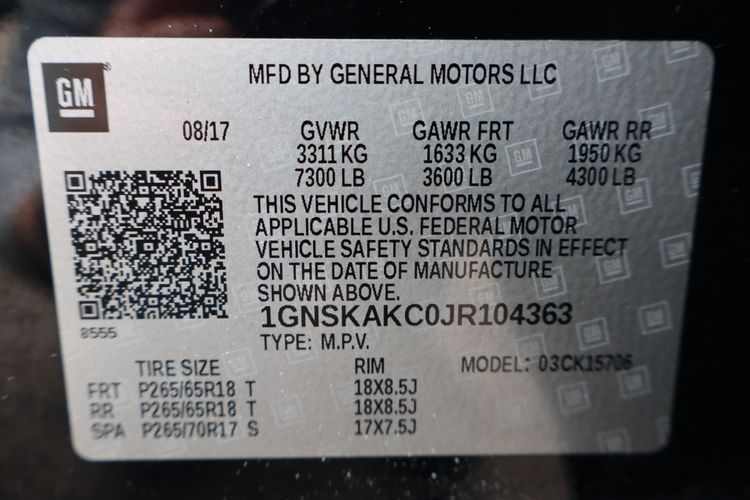 GM®
MFD BY GENERAL MOTORS LLC
08/17 GVWR GAWR FRT GAWR RR
3311 KG 1633 KG 1950 KG
7300 LB 3600 LB 4300 LB
THIS VEHICLE CONFORMS TO ALL
APPLICABLE U.S. FEDERAL MOTOR
VEHICLE SAFETY STANDARDS IN EFFECT
ON THE DATE OF MANUFACTURE
SHOWN ABOVE.
8555
1GNSKAKC0JR104363
TYPE: M.P.V.
TIRE SIZE RIM MODEL: 03CK15706
FRT P265/65R18 T 18X8.5J
RR P265/65R18 T 18X8.5J
SPA P265/70R17 S 17X7.5J